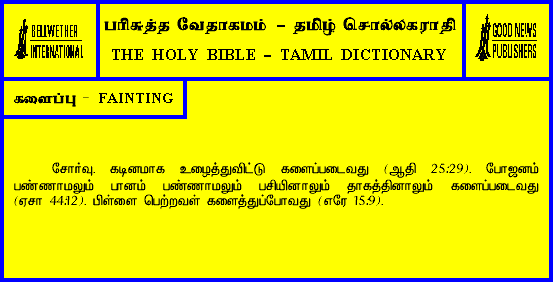 BELLWETHER
INTERNATIONAL
பரிசுத்த வேதாகமம் - தமிழ் சொல்லகராதி
THE HOLY BIBLE - TAMIL DICTIONARY
GOOD NEWS
PUBLISHERS
களைப்பு - FAINTING
சோர்வு. கடினமாக உழைத்துவிட்டு களைப்படைவது (ஆதி 25:29). போஜனம்
பண்ணாமலும் பானம் பண்ணாமலும் பசியினாலும் தாகத்தினாலும் களைப்படைவது
(ஏசா 44:12). பிள்ளை பெற்றவள் களைத்துப்போவது (எரே 15:9).